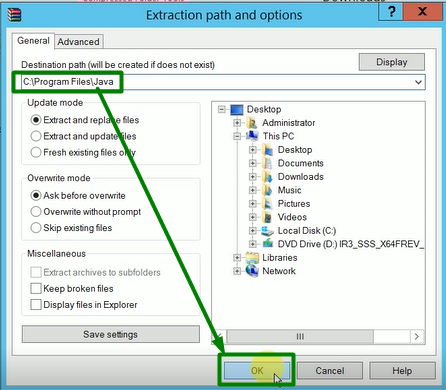 Extraction path and options
?
General
Advanced
Destination path (will be created if does not exist)
Display
C:\Program Files\Java
Update mode
Extract and replace files
Extract and update files
Fresh existing files only
Overwrite mode
Ask before overwrite
Overwrite without prompt
Skip existing files
Miscellaneous
Extract archives to subfolders
Keep broken files
Display files in Explorer
Save settings
Desktop
Administrator
This PC
Desktop
Documents
Downloads
Music
Pictures
Videos
Local Disk (C:)
DVD Drive (D:) IR3_SSS_X64FREV_
Libraries
Network
OK
Cancel
Help